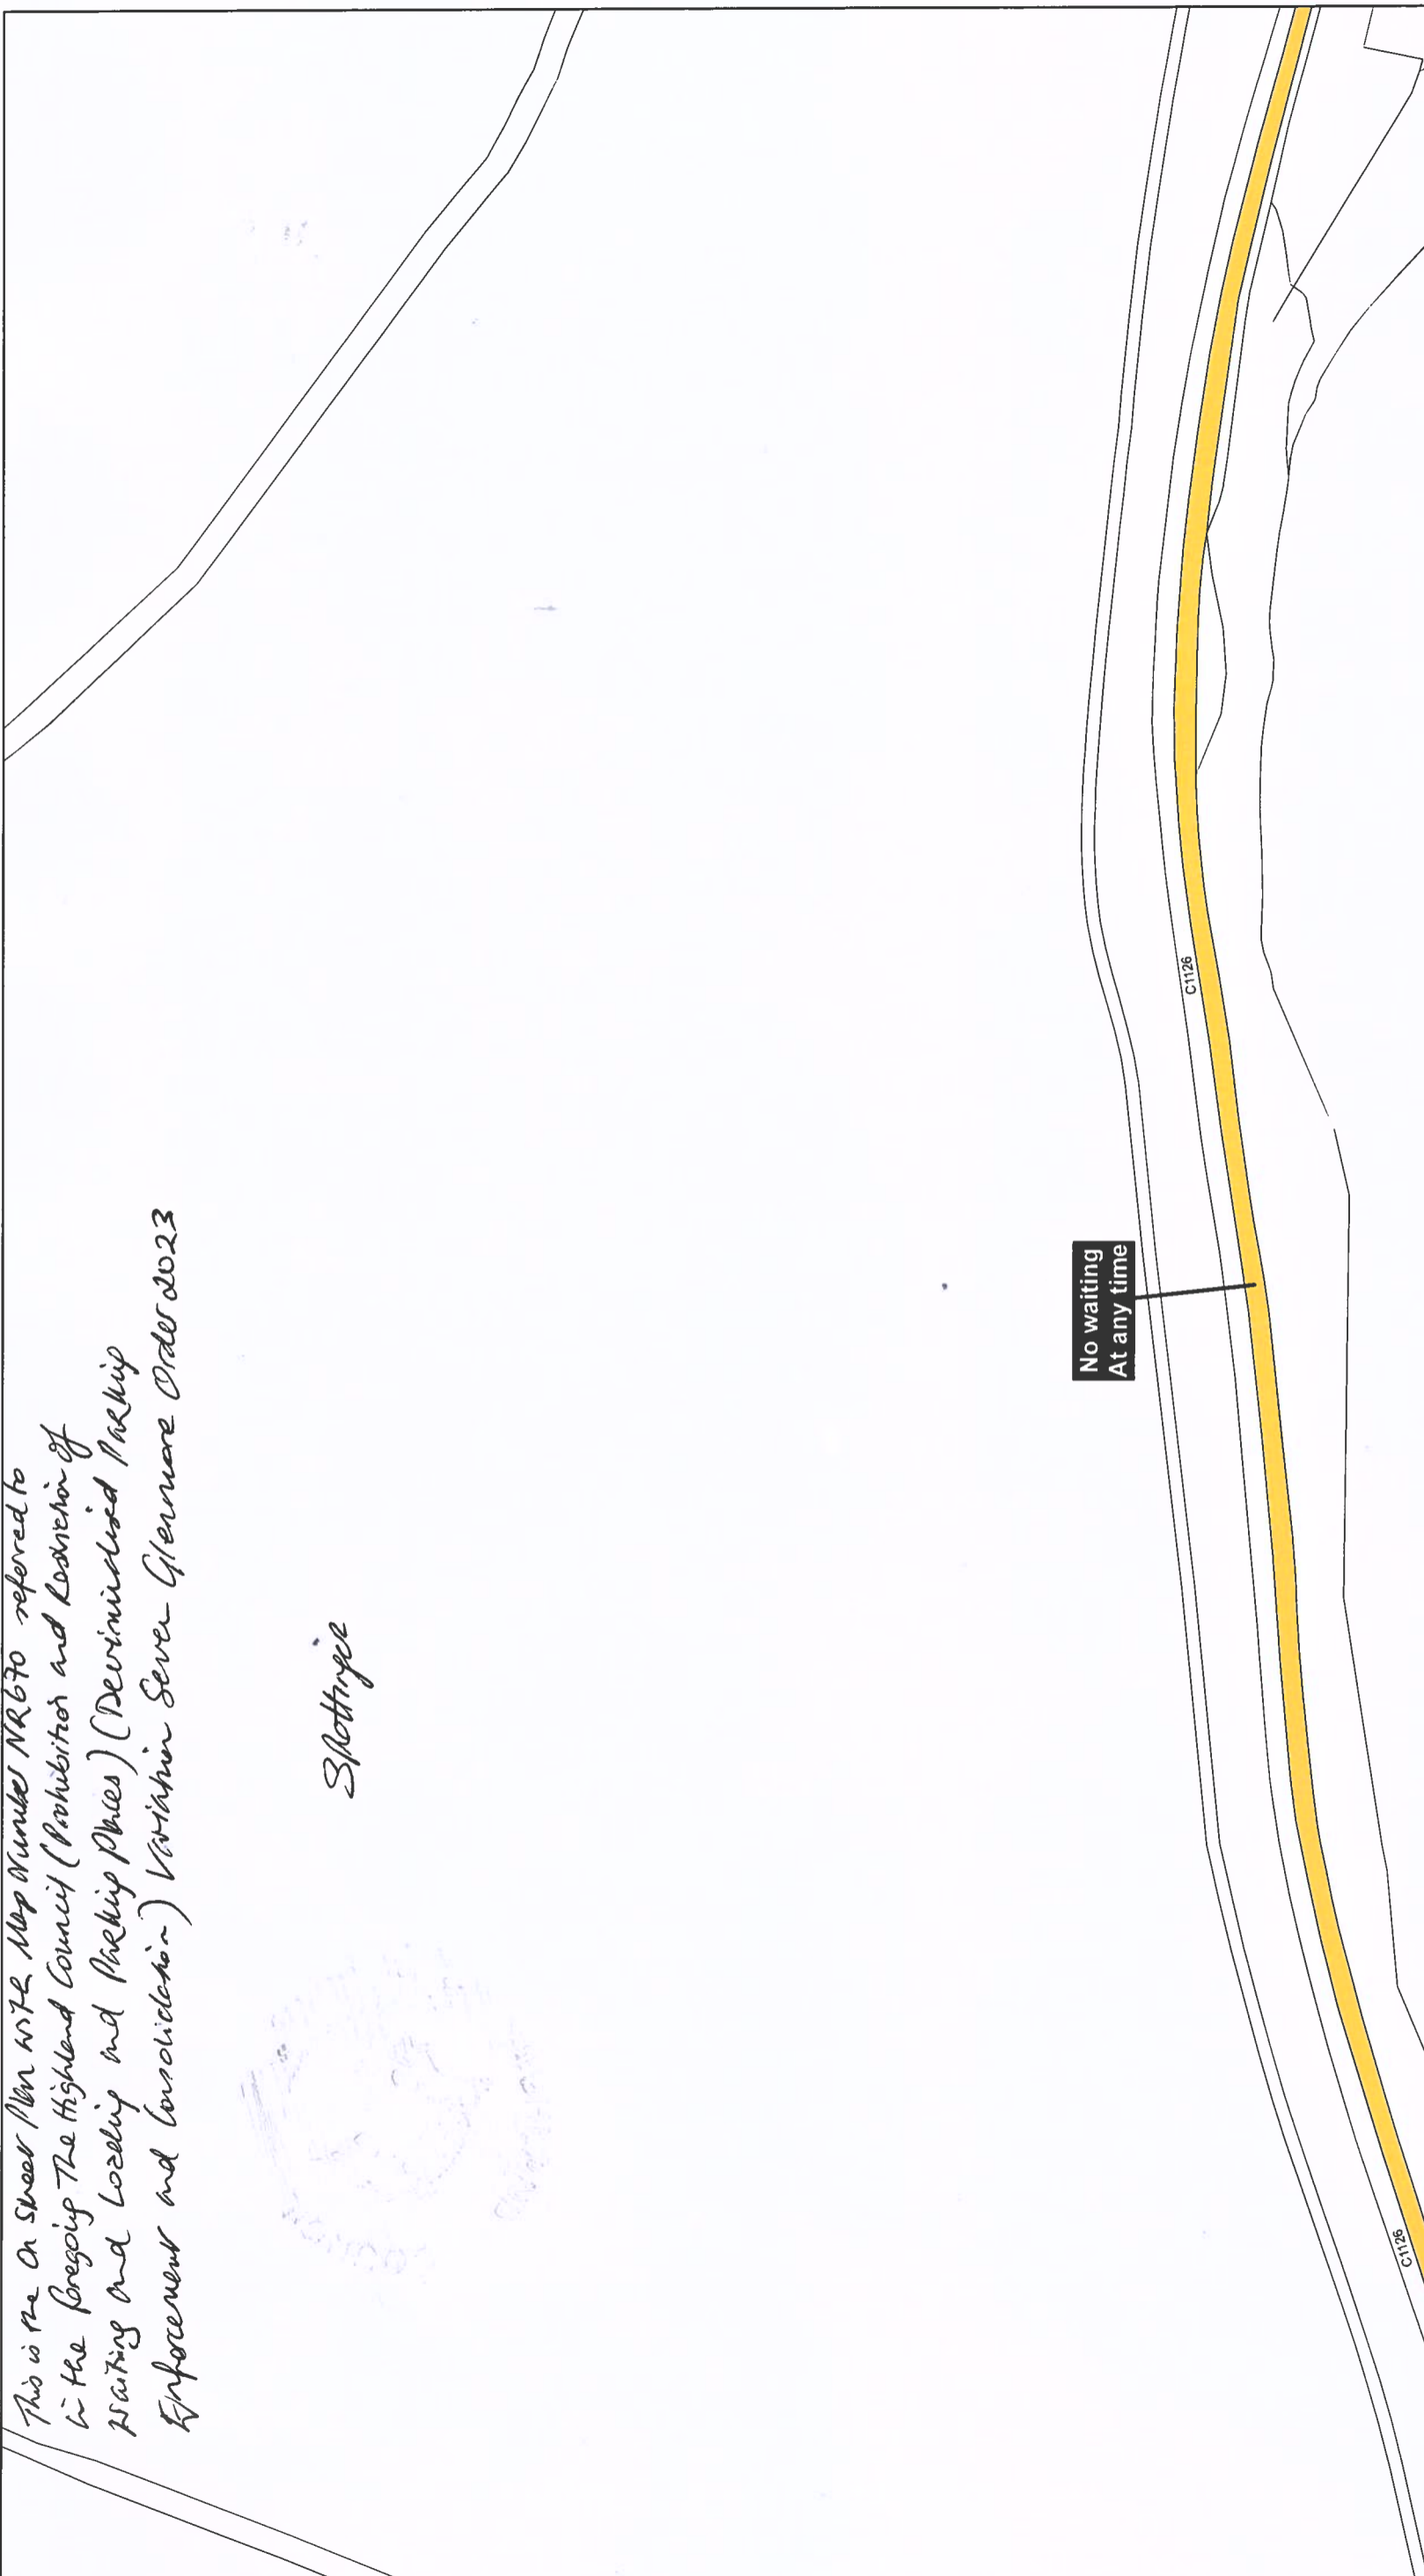 This is the On Street Plan with Map Number NR670 referred to
in the foregoing The Highland Council (Prohibition and Restriction of
Waiting and Loading and Parking Places) (Decriminalised Parking
Enforcement and Consolidation) Variation Seven Glenmore Order 2023
No waiting
At any time
C1126
C1126